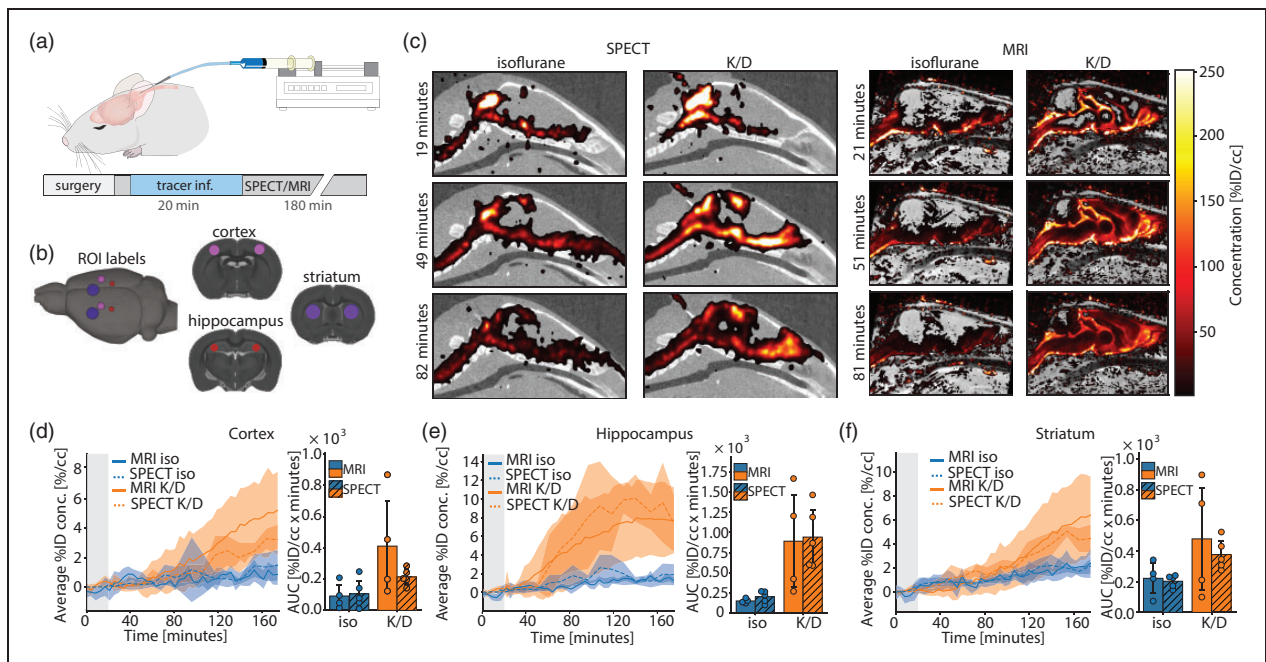 (a)
surgery
tracer inf.
SPECT/MRI
20 min
180 min
(b)
ROI labels
cortex
striatum
hippocampus
(c)
SPECT
MRI
isoflurane
K/D
isoflurane
K/D
19 minutes
49 minutes
82 minutes
21 minutes
51 minutes
81 minutes
250
200
150
100
50
Concentration [%ID/cc]
(d)
Cortex
Average %ID conc. [%/cc]
8
6
4
2
0
MRI iso
SPECT iso
MRI K/D
SPECT K/D
0
40
80
120
160
Time [minutes]
× 10³
AUC [%ID/cc x minutes]
1.0
0.8
0.6
0.4
0.2
0.0
MRI
SPECT
iso
K/D
(e)
Hippocampus
Average %ID conc. [%/cc]
14
12
10
8
6
4
2
0
MRI iso
SPECT iso
MRI K/D
SPECT K/D
0
40
80
120
160
Time [minutes]
× 10³
AUC [%ID/cc x minutes]
1.75
1.50
1.25
1.000
0.75
0.50
0.25
0
MRI
SPECT
iso
K/D
(f)
Striatum
Average %ID conc. [%/cc]
10
8
6
4
2
0
MRI iso
SPECT iso
MRI K/D
SPECT K/D
0
40
80
120
160
Time [minutes]
× 10³
AUC [%ID/cc x minutes]
1.0
0.8
0.6
0.4
0.2
0.0
MRI
SPECT
iso
K/D